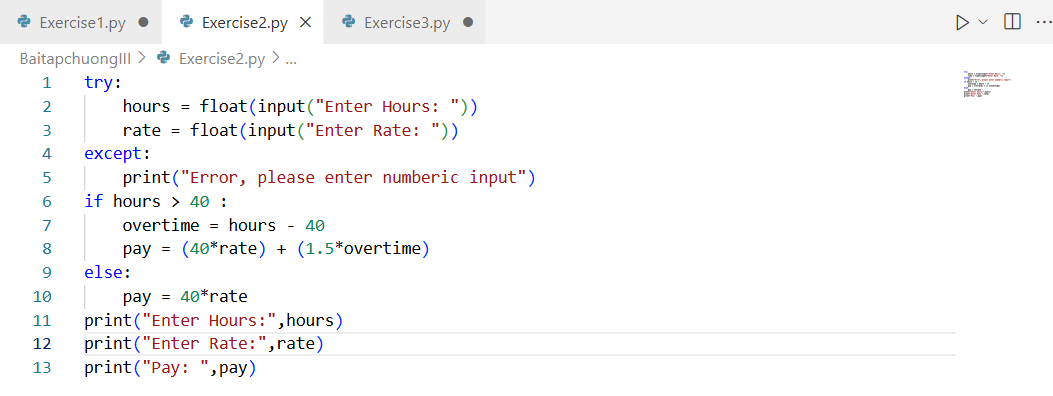 Exercise1.py ● Exercise2.py × Exercise3.py ●
BaitapchuongIII > Exercise2.py > ...
1 try:
2     hours = float(input("Enter Hours: "))
3     rate = float(input("Enter Rate: "))
4 except:
5     print("Error, please enter numberic input")
6 if hours > 40 :
7     overtime = hours - 40
8     pay = (40*rate) + (1.5*overtime)
9 else:
10     pay = 40*rate
11 print("Enter Hours:",hours)
12 print("Enter Rate:",rate)
13 print("Pay: ",pay)